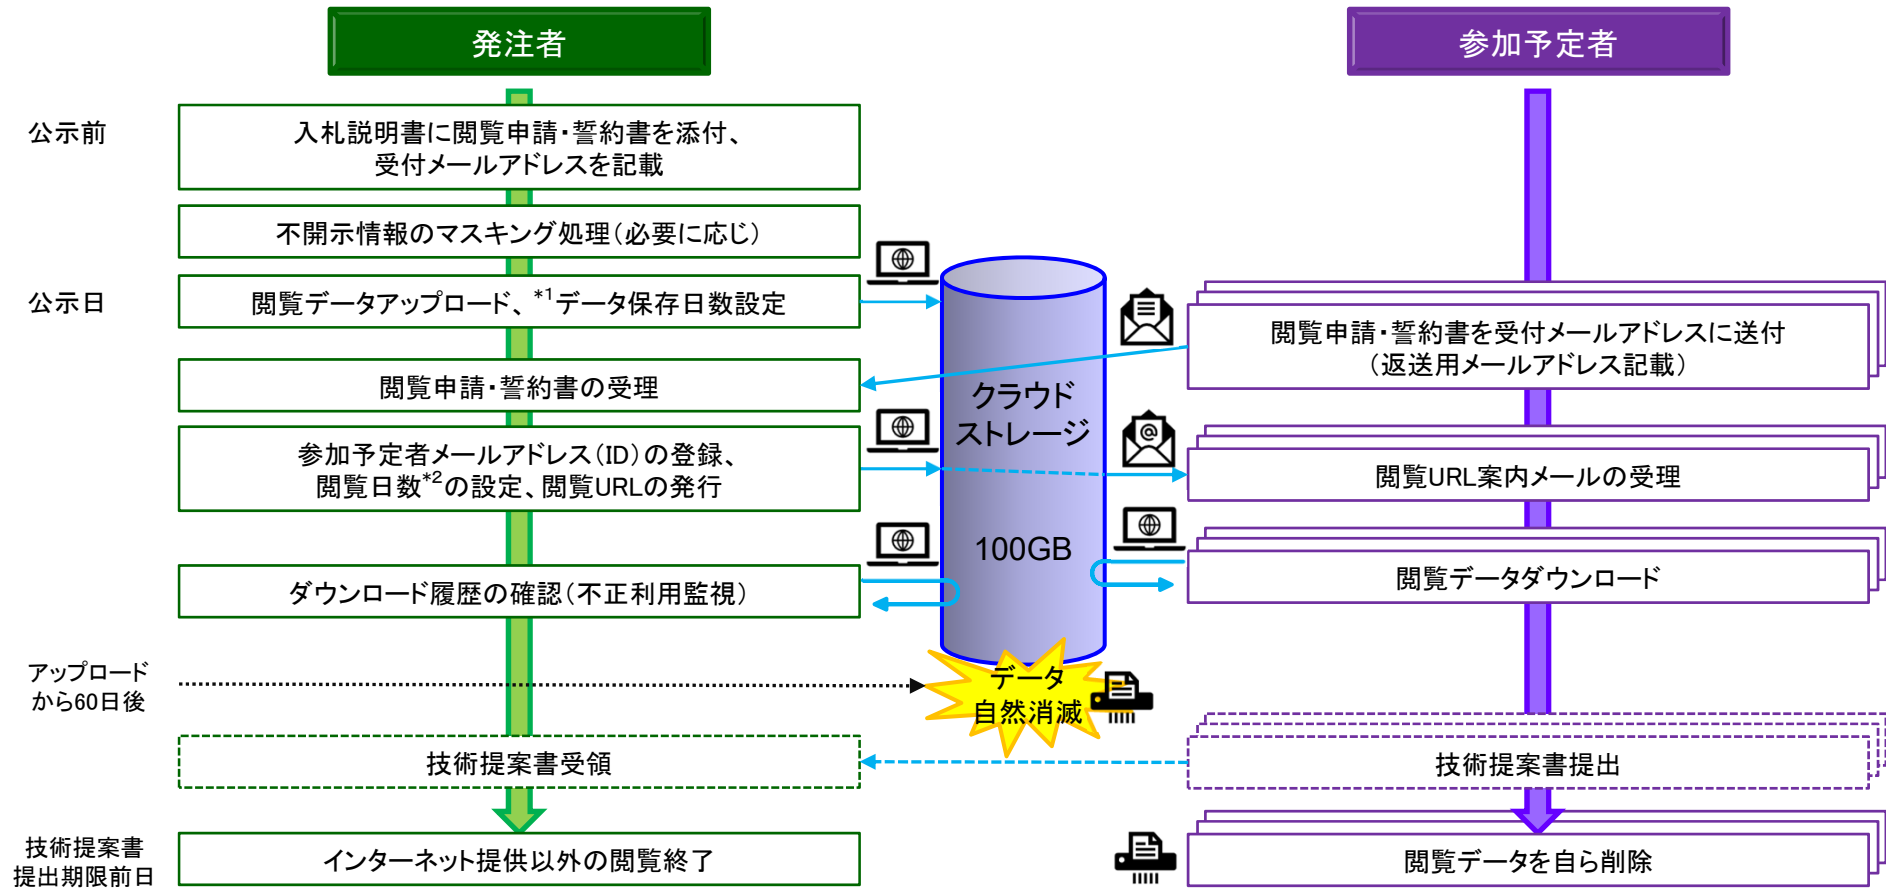 発注者
参加予定者
公示前
入札説明書に閲覧申請・誓約書を添付、
受付メールアドレスを記載
不開示情報のマスキング処理(必要に応じ)
公示日
閲覧データアップロード、*1データ保存日数設定
閲覧申請・誓約書を受付メールアドレスに送付
(返送用メールアドレス記載)
閲覧申請・誓約書の受理
クラウド
ストレージ
100GB
参加予定者メールアドレス(ID)の登録、
閲覧日数*2の設定、閲覧URLの発行
閲覧URL案内メールの受理
ダウンロード履歴の確認(不正利用監視)
閲覧データダウンロード
アップロード
から60日後
データ
自然消滅
技術提案書受領
技術提案書提出
技術提案書
提出期限前日
インターネット提供以外の閲覧終了
閲覧データを自ら削除